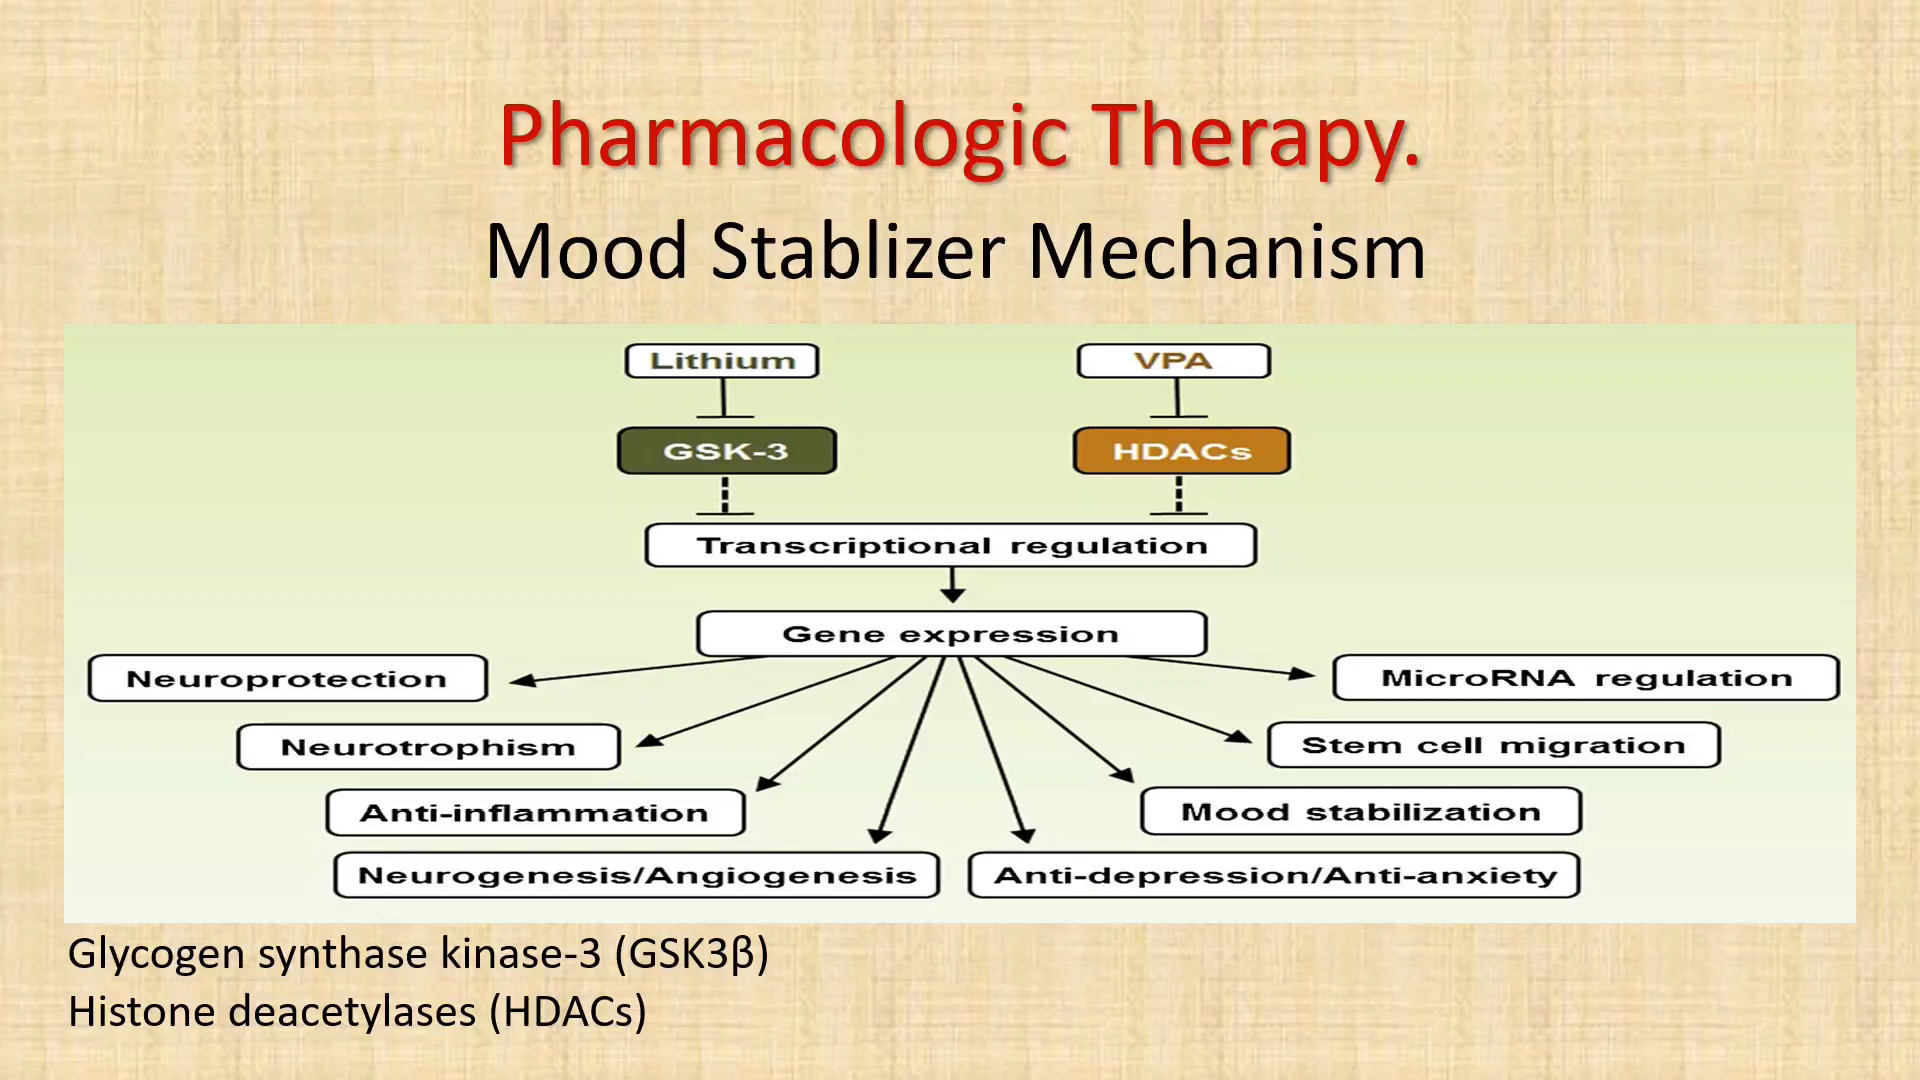 Pharmacologic Therapy.
Mood Stablizer Mechanism
Lithium
VPA
GSK-3
HDACs
Transcriptional regulation
Gene expression
Neuroprotection
MicroRNA regulation
Neurotrophism
Stem cell migration
Anti-inflammation
Mood stabilization
Neurogenesis/Angiogenesis
Anti-depression/Anti-anxiety
Glycogen synthase kinase-3 (GSK3β)
Histone deacetylases (HDACs)